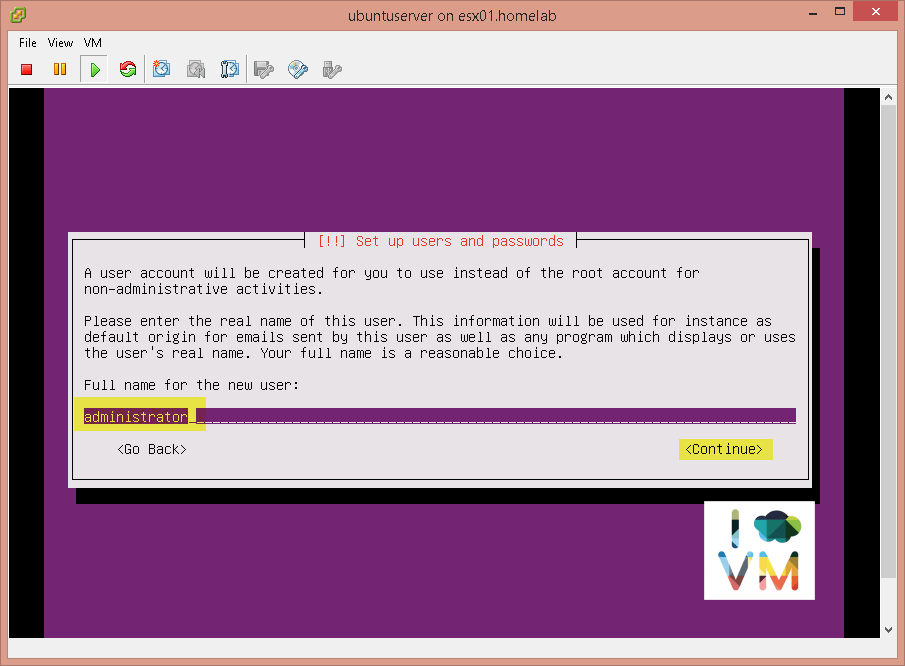 ubuntuserver on esx01.homelab
File View VM
[!!] Set up users and passwords
A user account will be created for you to use instead of the root account for
non-administrative activities.
Please enter the real name of this user. This information will be used for instance as
default origin for emails sent by this user as well as any program which displays or uses
the user's real name. Your full name is a reasonable choice.
Full name for the new user:
administrator
<Go Back> <Continue>
I
VM